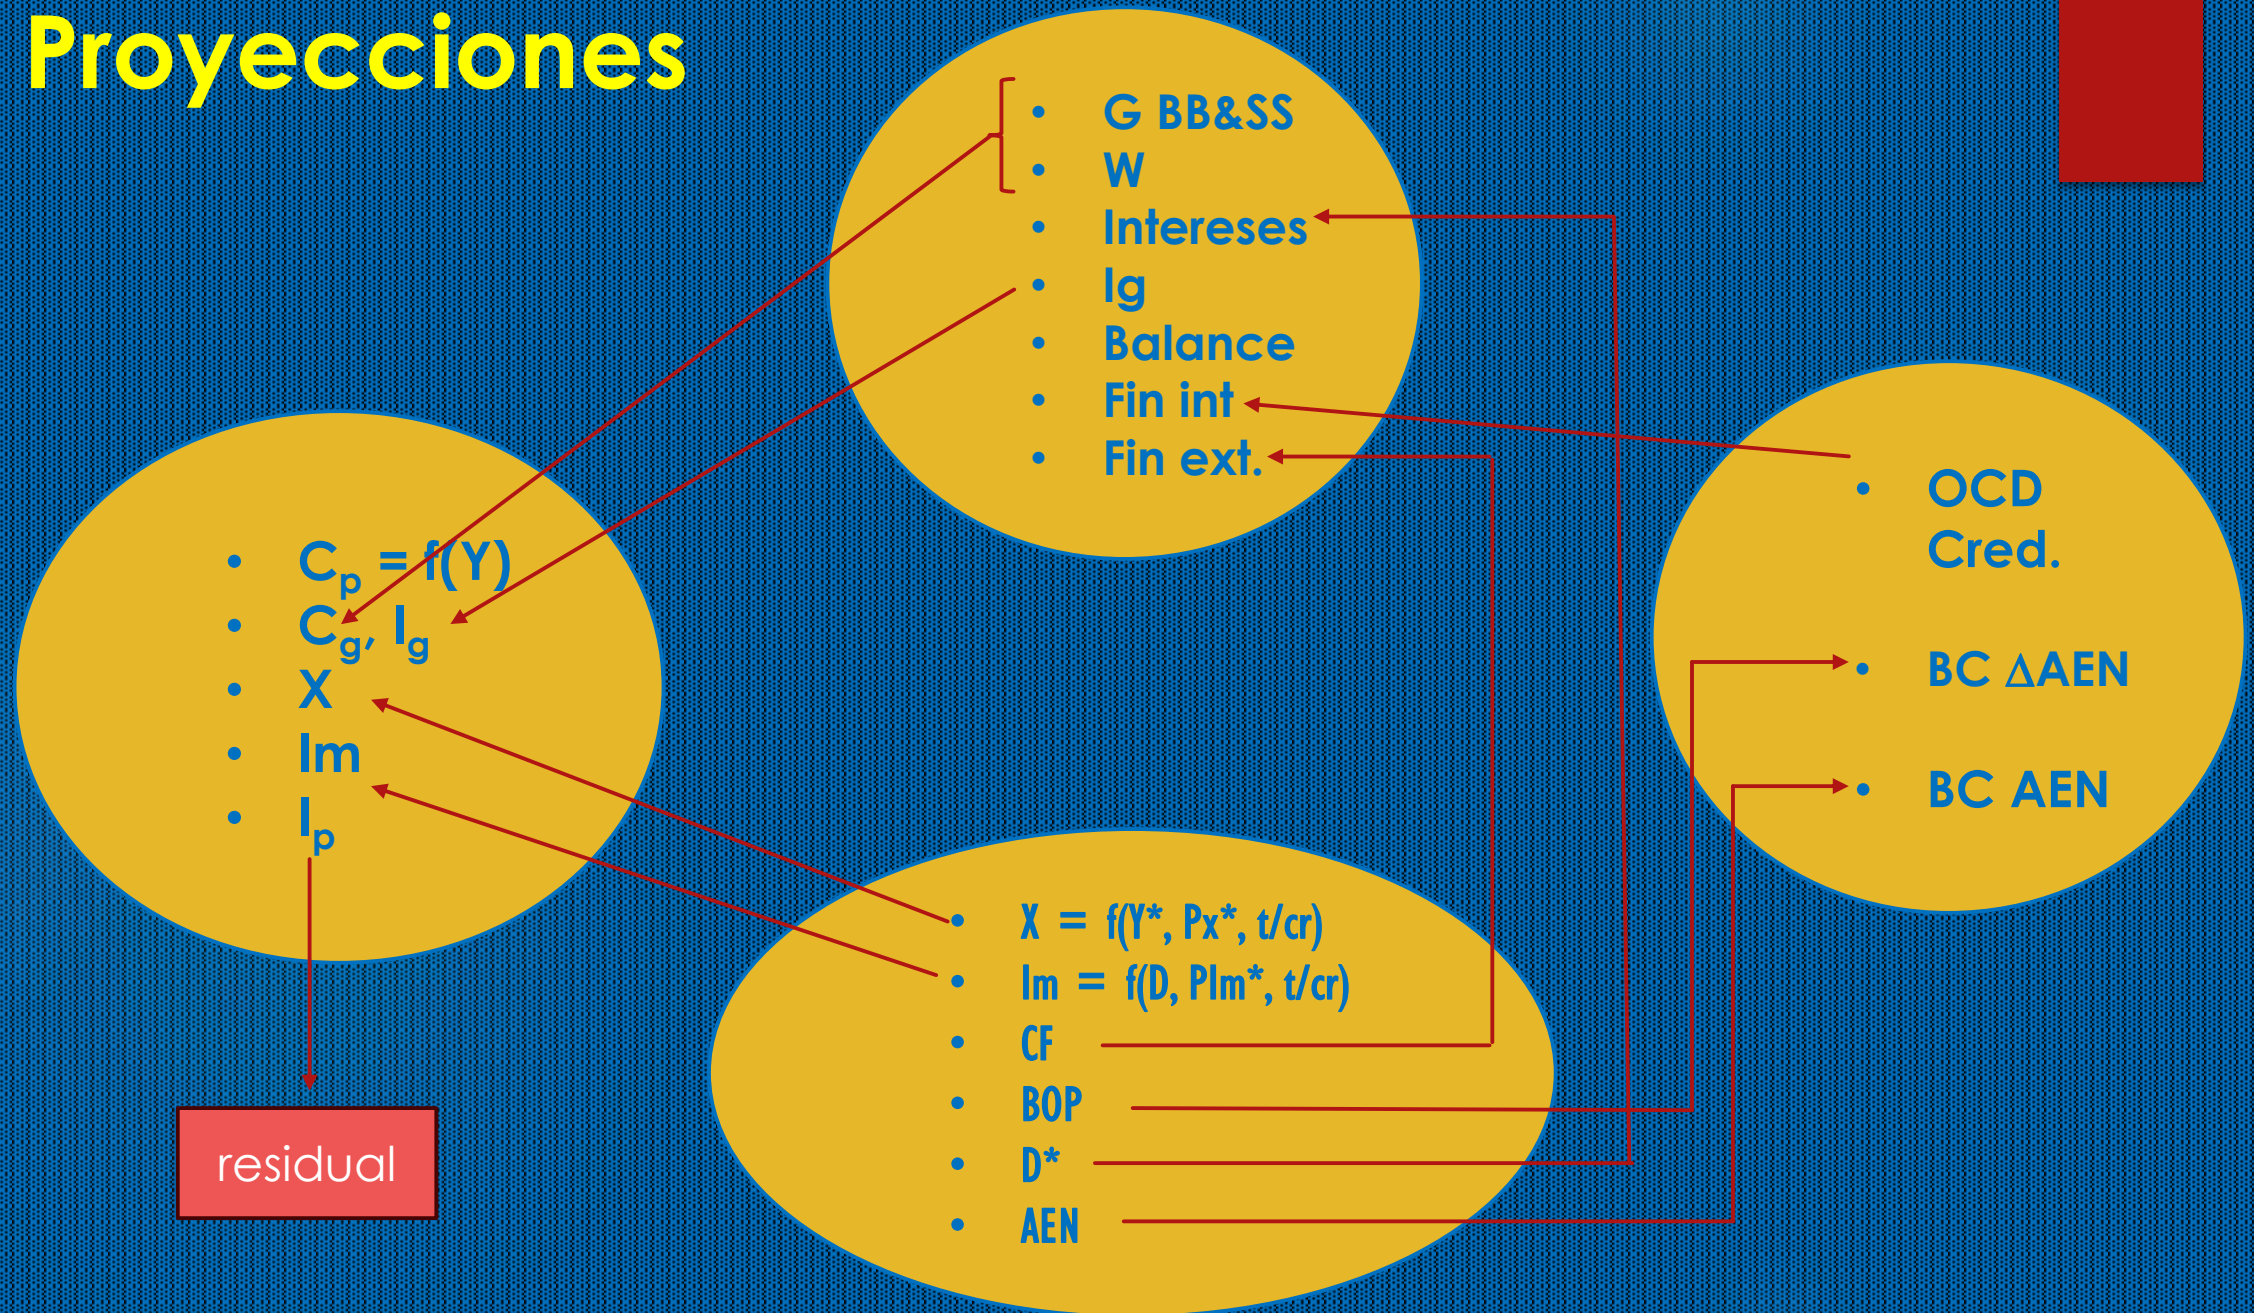 Proyecciones
• G BB&SS
• W
• Intereses
• Ig
• Balance
• Fin int
• Fin ext.
• OCD
Cred.
• BC ΔAEN
• BC AEN
• Cp = f(Y)
• Cg, Ig
• X
• Im
• Ip
residual
• X = f(Y*, Px*, t/cr)
• Im = f(D, PIm*, t/cr)
• CF
• BOP
• D*
• AEN